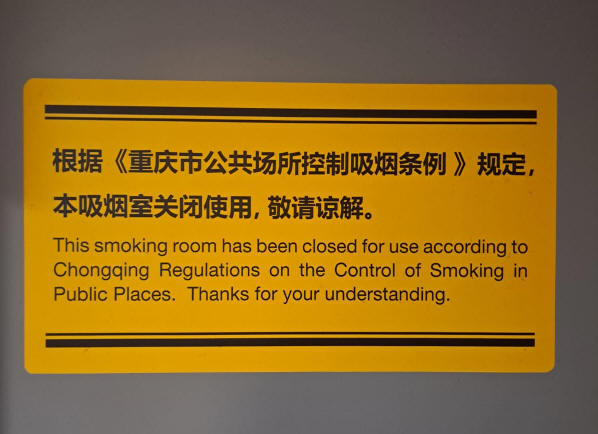 根据《重庆市公共场所控制吸烟条例》规定,
本吸烟室关闭使用, 敬请谅解。
This smoking room has been closed for use according to
Chongqing Regulations on the Control of Smoking in
Public Places. Thanks for your understanding.